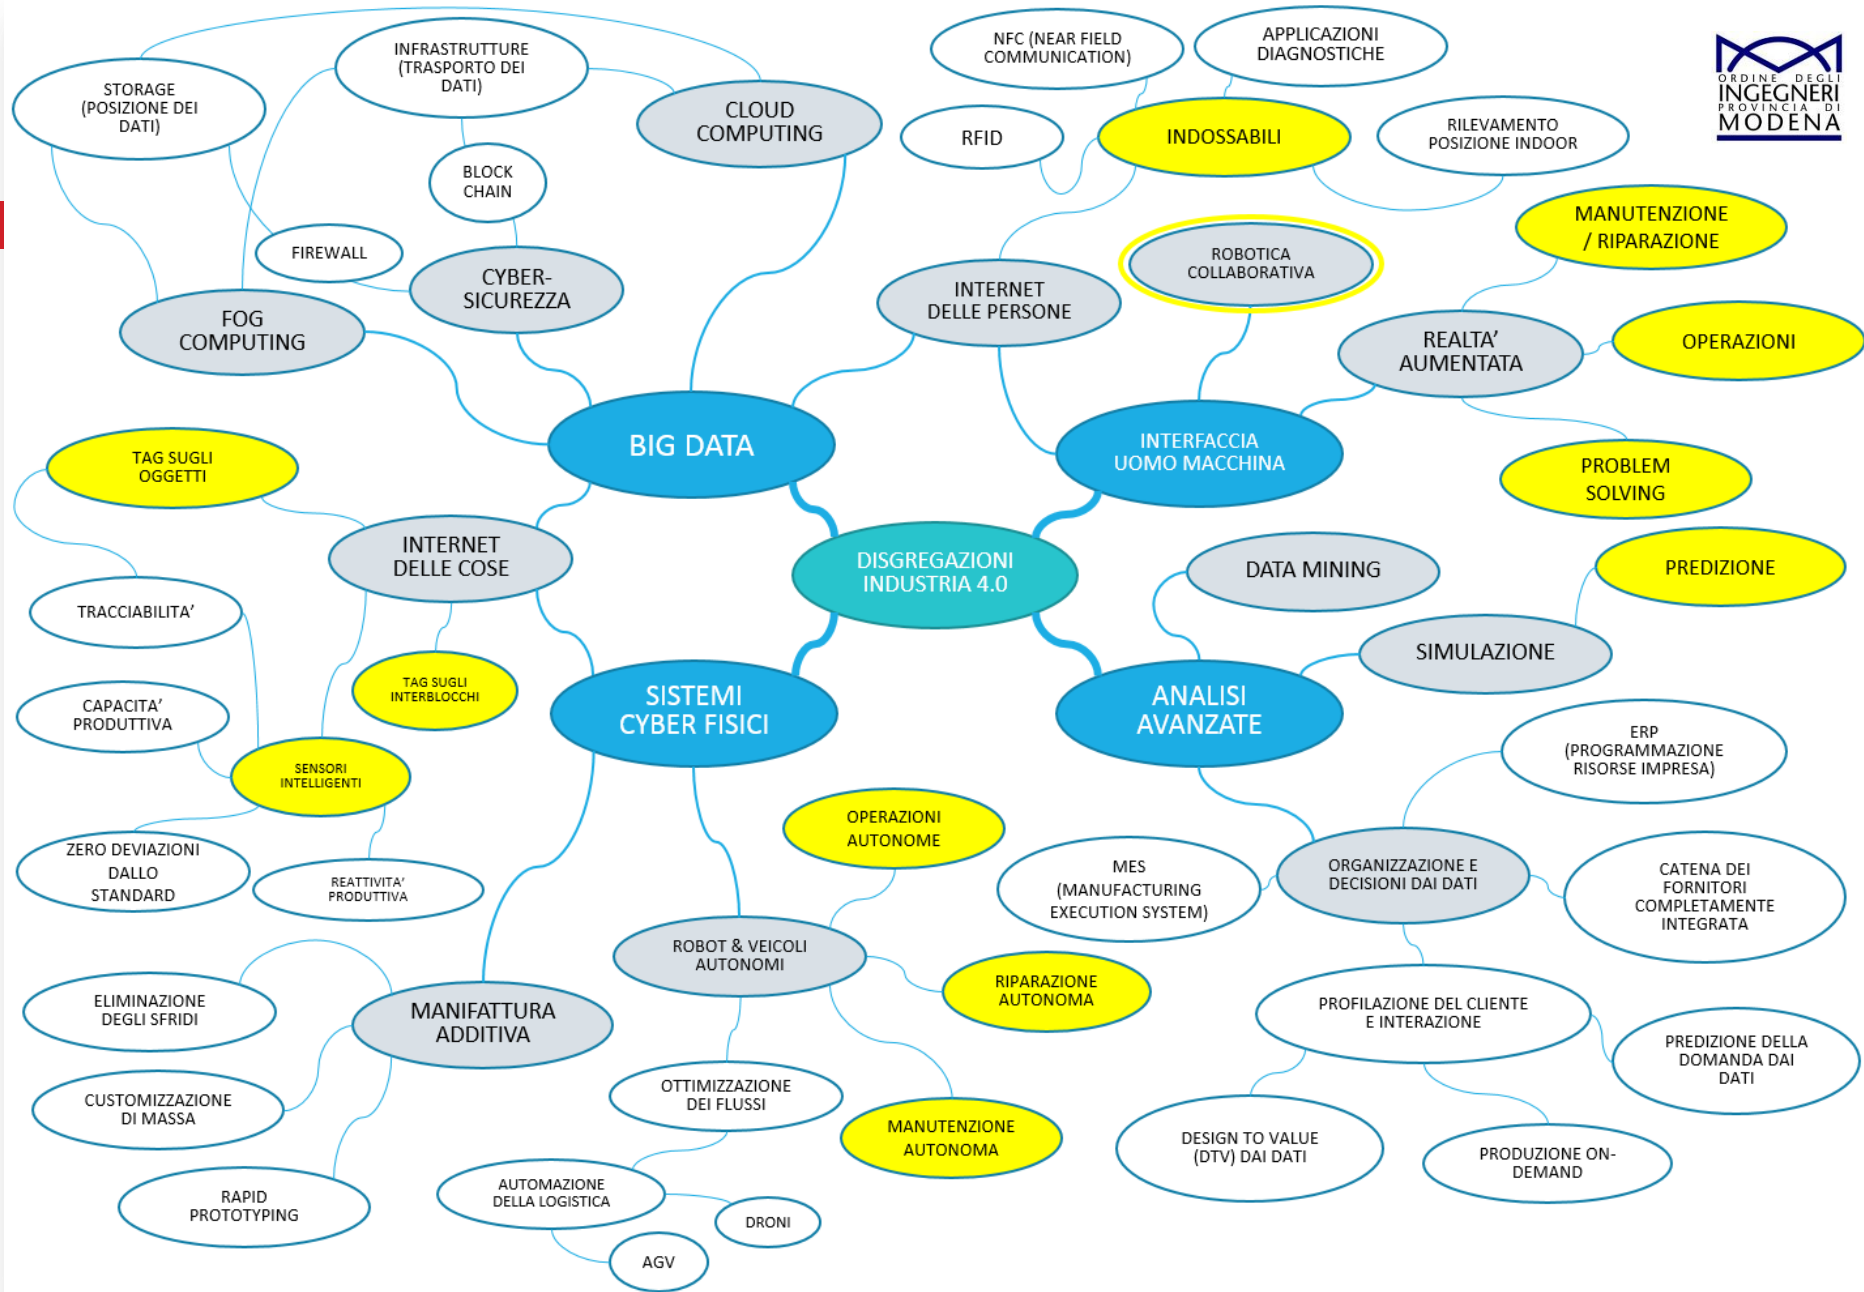 STORAGE
(POSIZIONE DEI
DATI)
INFRASTRUTTURE
(TRASPORTO DEI
DATI)
CLOUD
COMPUTING
BLOCK
CHAIN
FIREWALL
CYBER-
SICUREZZA
FOG
COMPUTING
NFC (NEAR FIELD
COMMUNICATION)
APPLICAZIONI
DIAGNOSTICHE
RFID
INDOSSABILI
RILEVAMENTO
POSIZIONE INDOOR
ORDINE DEGLI
INGEGNERI
PROVINCIA DI
MODENA
INTERNET
DELLE PERSONE
ROBOTICA
COLLABORATIVA
MANUTENZIONE
/ RIPARAZIONE
REALTA’
AUMENTATA
OPERAZIONI
PROBLEM
SOLVING
BIG DATA
INTERFACCIA
UOMO MACCHINA
DISGREGAZIONI
INDUSTRIA 4.0
TAG SUGLI
OGGETTI
INTERNET
DELLE COSE
TRACCIABILITA’
TAG SUGLI
INTERBLOCCHI
CAPACITA’
PRODUTTIVA
SENSORI
INTELLIGENTI
ZERO DEVIAZIONI
DALLO
STANDARD
REATTIVITA’
PRODUTTIVA
DATA MINING
PREDIZIONE
SIMULAZIONE
SISTEMI
CYBER FISICI
ANALISI
AVANZATE
ERP
(PROGRAMMAZIONE
RISORSE IMPRESA)
OPERAZIONI
AUTONOME
MES
(MANUFACTURING
EXECUTION SYSTEM)
ORGANIZZAZIONE E
DECISIONI DAI DATI
CATENA DEI
FORNITORI
COMPLETAMENTE
INTEGRATA
ROBOT & VEICOLI
AUTONOMI
RIPARAZIONE
AUTONOMA
ELIMINAZIONE
DEGLI SFRIDI
MANIFATTURA
ADDITIVA
PROFILAZIONE DEL CLIENTE
E INTERAZIONE
PREDIZIONE DELLA
DOMANDA DAI
DATI
CUSTOMIZZAZIONE
DI MASSA
OTTIMIZZAZIONE
DEI FLUSSI
MANUTENZIONE
AUTONOMA
DESIGN TO VALUE
(DTV) DAI DATI
PRODUZIONE ON-
DEMAND
RAPID
PROTOTYPING
AUTOMAZIONE
DELLA LOGISTICA
DRONI
AGV